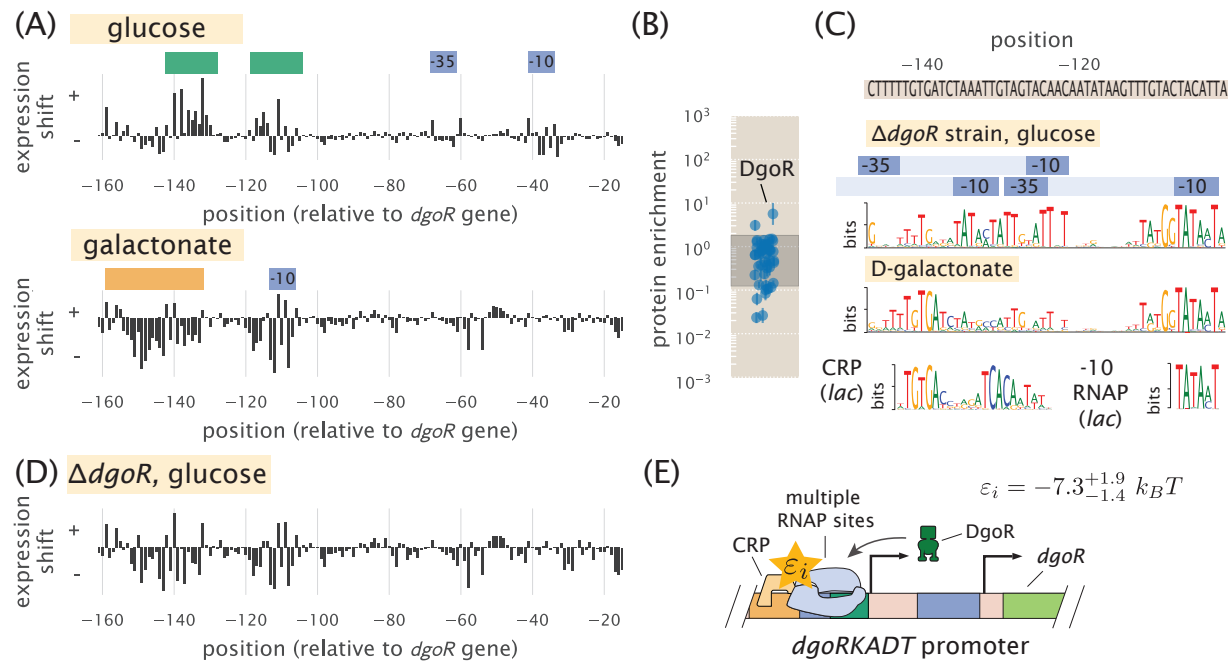 (A)
glucose
-35
-10
expression
shift
+
-
−160
−140
−120
−100
−80
−60
−40
−20
position (relative to dgoR gene)
galactonate
-10
expression
shift
+
-
−160
−140
−120
−100
−80
−60
−40
−20
position (relative to dgoR gene)
(D)
ΔdgoR, glucose
expression
shift
+
-
−160
−140
−120
−100
−80
−60
−40
−20
position (relative to dgoR gene)
(B)
protein enrichment
10³
10²
10¹
10⁰
10⁻¹
10⁻²
10⁻³
DgoR
(C)
position
−140
−120
CTTTTTGTGATCTAAATTGTAGTACAACAATATAAGTTTGTACTACATTA
ΔdgoR strain, glucose
-35
-10
-10
-35
-10
bits
D-galactonate
bits
CRP
(lac)
bits
-10
RNAP
(lac)
bits
TATAAT
(E)
εᵢ = −7.3 +1.9 −1.4 k_BT
multiple
RNAP sites
CRP
εᵢ
DgoR
dgoR
dgoRKADT promoter